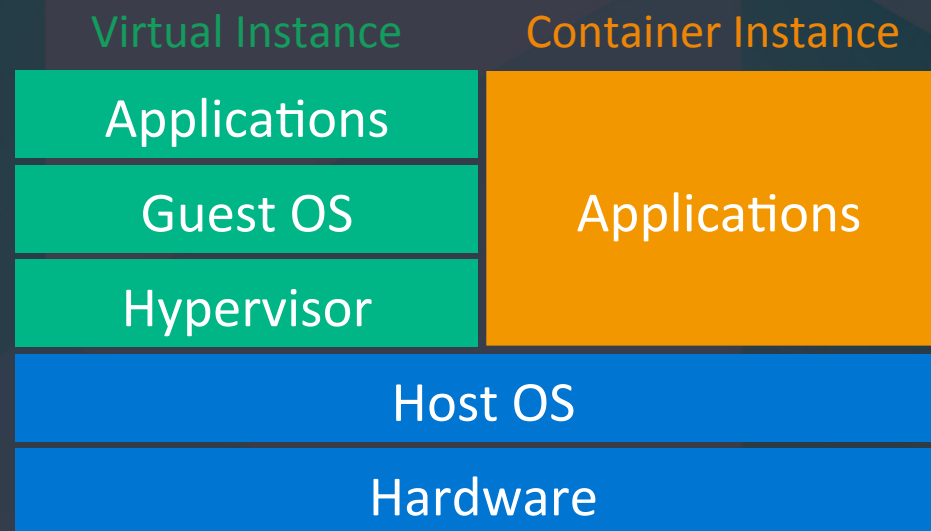 Virtual Instance
Container Instance
Applications
Guest OS
Applications
Hypervisor
Host OS
Hardware